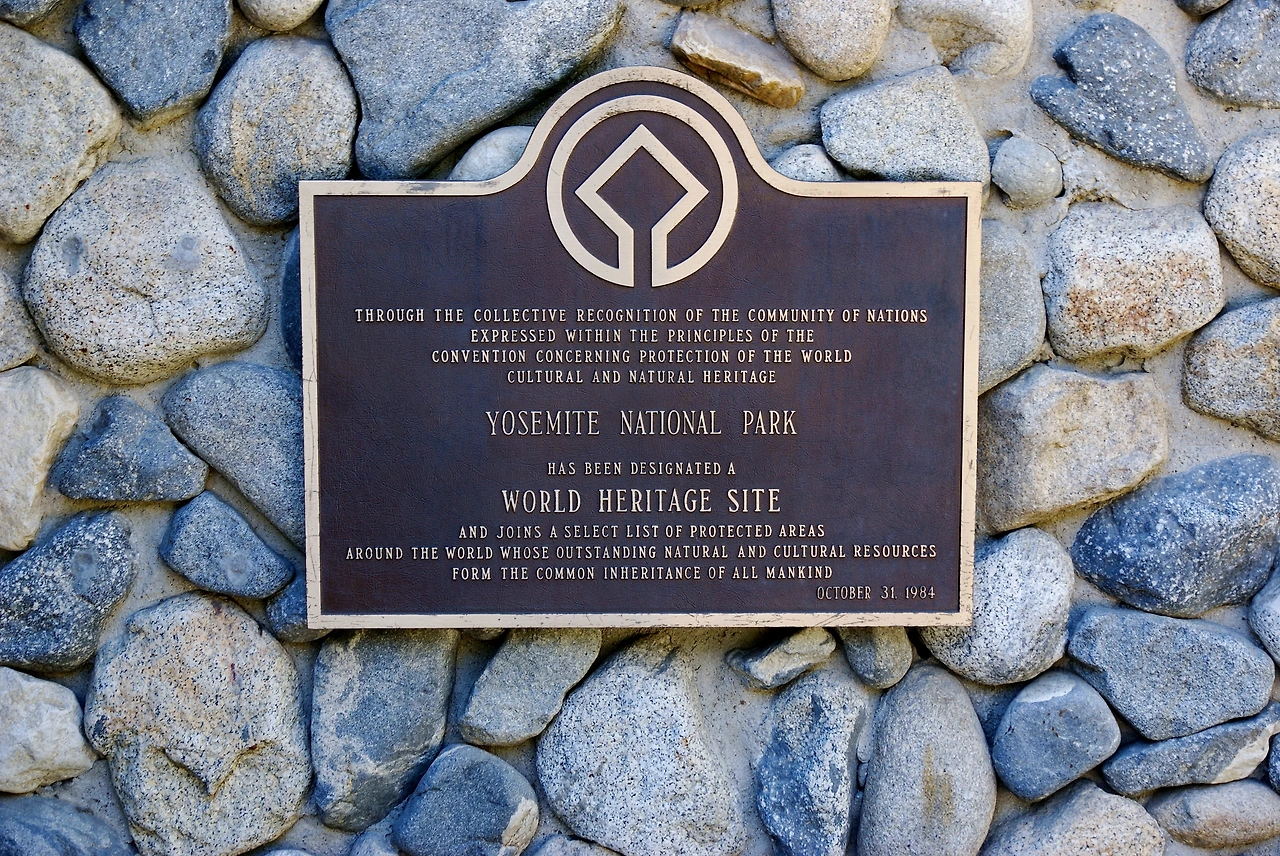 THROUGH THE COLLECTIVE RECOGNITION OF THE COMMUNITY OF NATIONS
EXPRESSED WITHIN THE PRINCIPLES OF THE
CONVENTION CONCERNING PROTECTION OF THE WORLD
CULTURAL AND NATURAL HERITAGE
YOSEMITE NATIONAL PARK
HAS BEEN DESIGNATED A
WORLD HERITAGE SITE
AND JOINS A SELECT LIST OF PROTECTED AREAS
AROUND THE WORLD WHOSE OUTSTANDING NATURAL AND CULTURAL RESOURCES
FORM THE COMMON INHERITANCE OF ALL MANKIND
OCTOBER 31, 1984